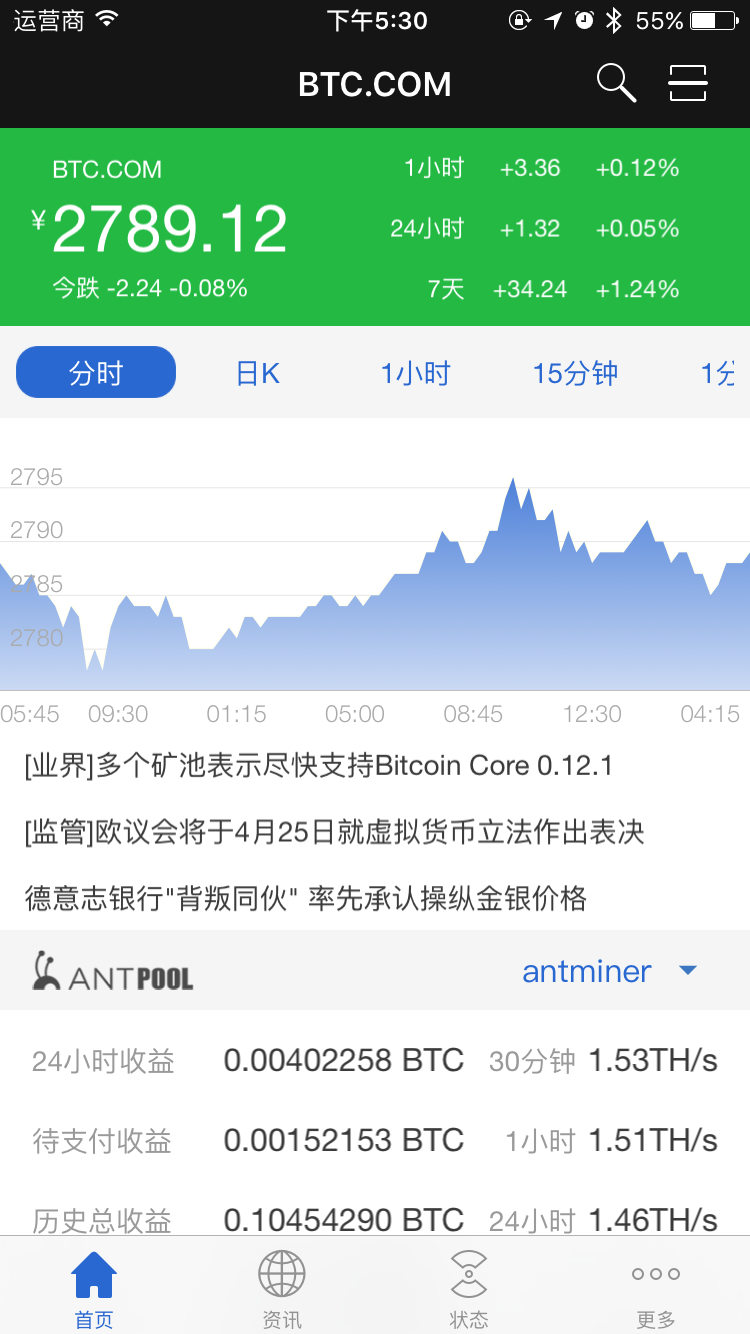 运营商 下午5:30 55%
BTC.COM
BTC.COM
¥2789.12
今跌 -2.24 -0.08%
1小时 +3.36 +0.12%
24小时 +1.32 +0.05%
7天 +34.24 +1.24%
分时 日K 1小时 15分钟 1分
2795
2790
2785
2780
05:45 09:30 01:15 05:00 08:45 12:30 04:15
[业界]多个矿池表示尽快支持Bitcoin Core 0.12.1
[监管]欧议会将于4月25日就虚拟货币立法作出表决
德意志银行"背叛同伙" 率先承认操纵金银价格
ANTPOOL antminer
24小时收益 0.00402258 BTC 30分钟 1.53TH/s
待支付收益 0.00152153 BTC 1小时 1.51TH/s
历史总收益 0.10454290 BTC 24小时 1.46TH/s
首页 资讯 状态 更多